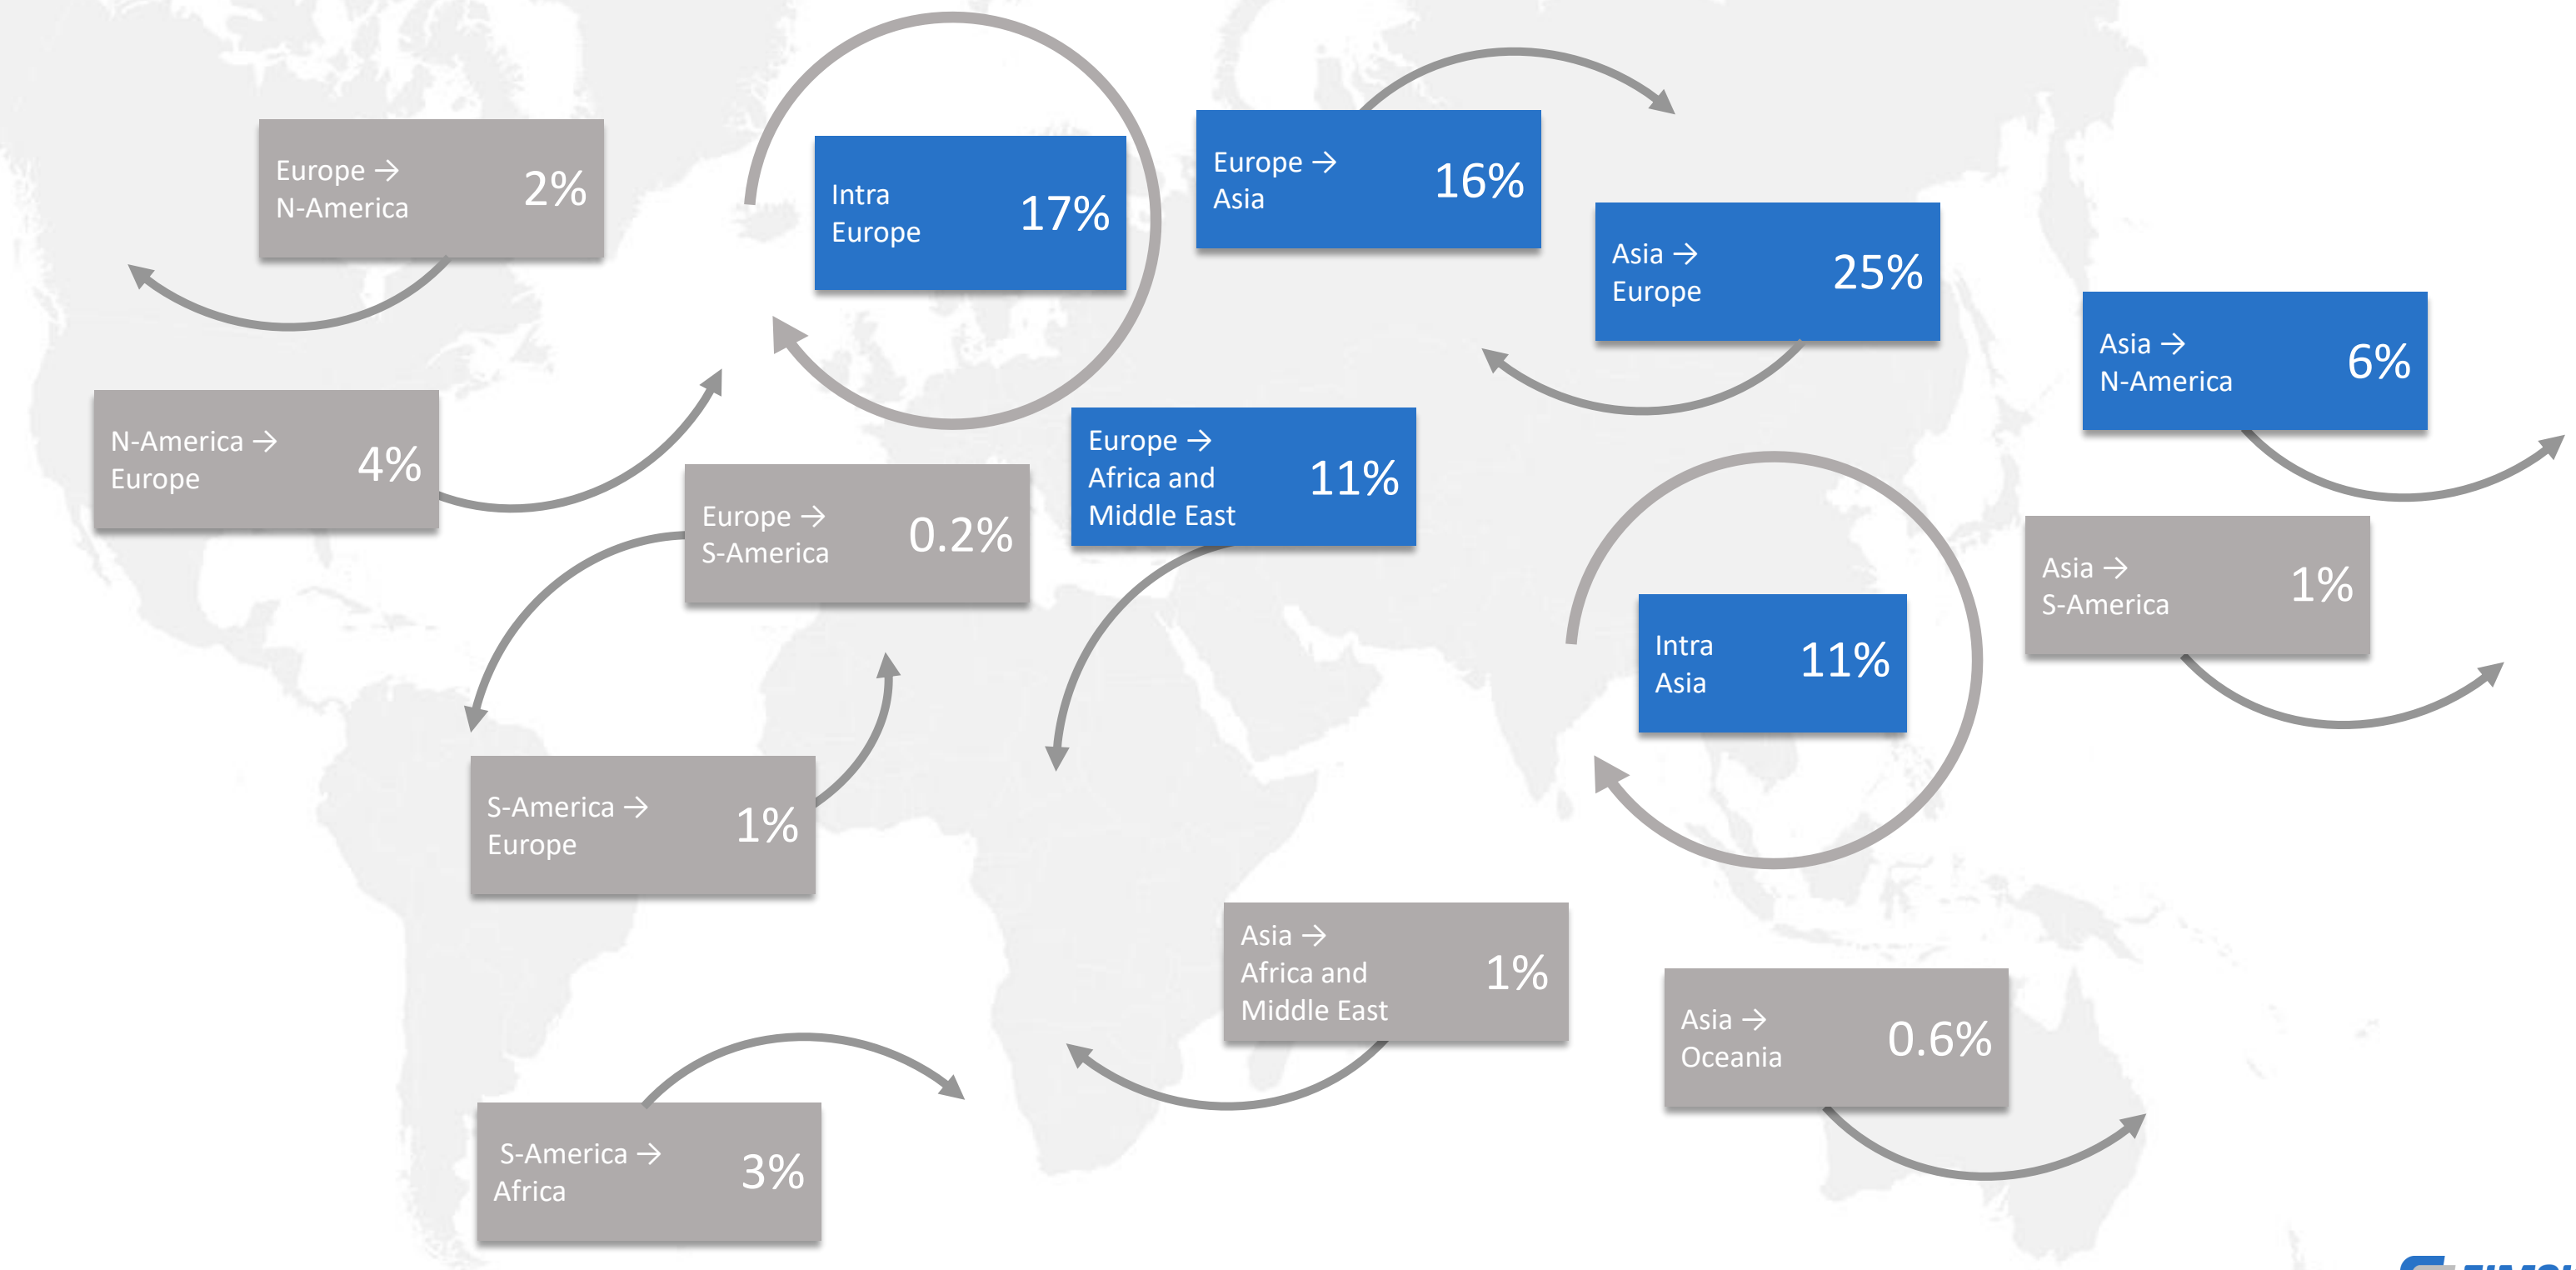 Europe →
N-America
2%
Intra
Europe
17%
Europe →
Asia
16%
Asia →
Europe
25%
Asia →
N-America
6%
N-America →
Europe
4%
Europe →
S-America
0.2%
Europe →
Africa and
Middle East
11%
Asia →
S-America
1%
Intra
Asia
11%
S-America →
Europe
1%
Asia →
Africa and
Middle East
1%
Asia →
Oceania
0.6%
S-America →
Africa
3%